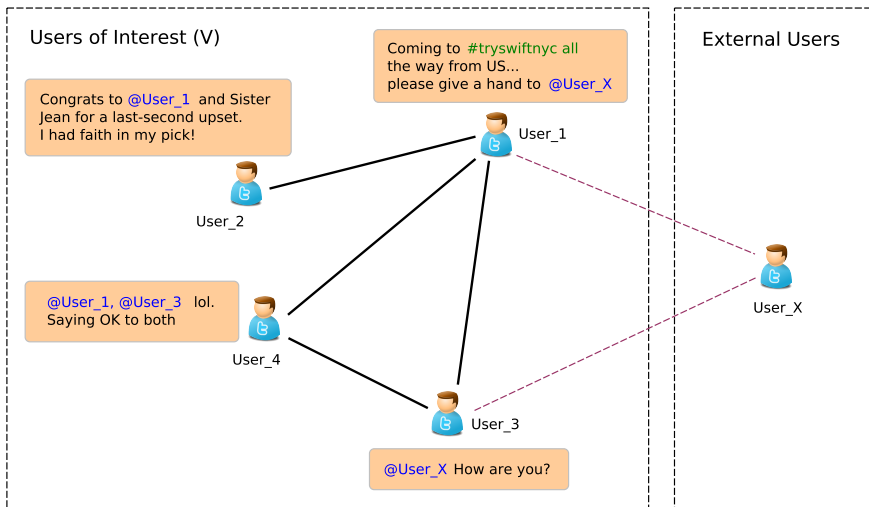 Users of Interest (V)
External Users
Coming to #tryswiftnyc all
the way from US...
please give a hand to @User_X
Congrats to @User_1 and Sister
Jean for a last-second upset.
I had faith in my pick!
User_1
User_2
User_X
@User_1, @User_3 lol.
Saying OK to both
User_4
User_3
@User_X How are you?